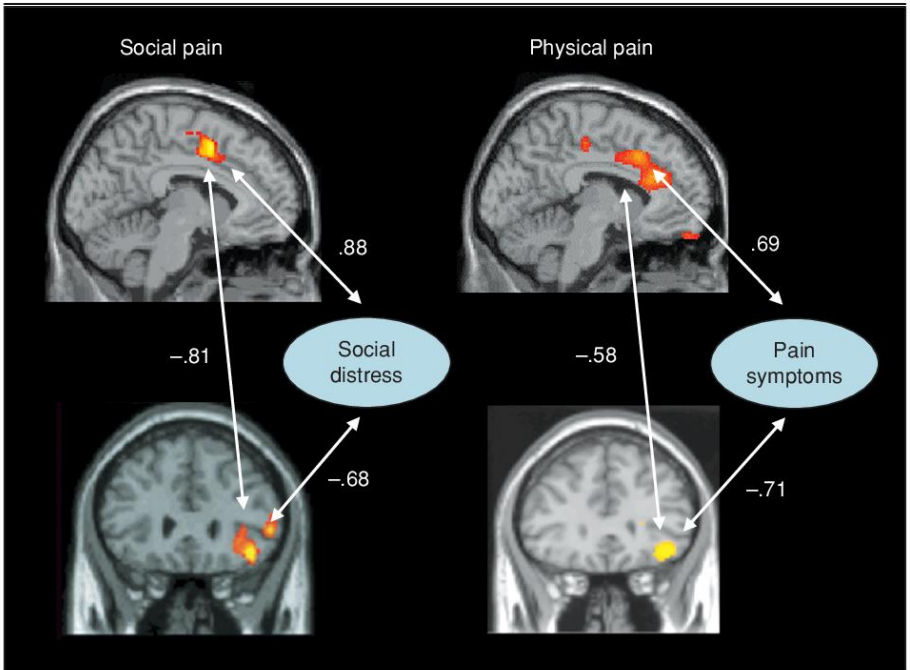 Social pain
Physical pain
.88
.69
–.81
Social
distress
–.58
Pain
symptoms
–.68
–.71